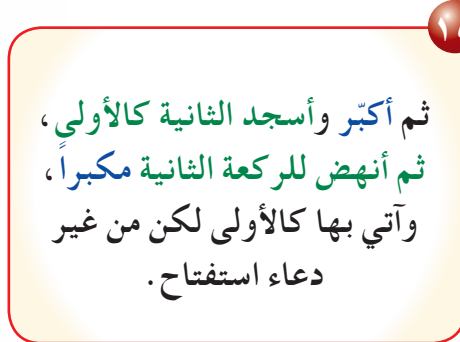 ثم أكبّر وأسجد الثانية كالأولى،
ثم أنهض للركعة الثانية مكبراً،
وآتي بها كالأولى لكن من غير
دعاء استفتاح.